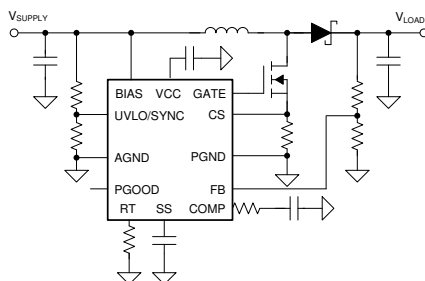 VSUPPLY
VLOAD
BIAS VCC GATE
UVLO/SYNC CS
AGND PGND
PGOOD FB
RT SS COMP